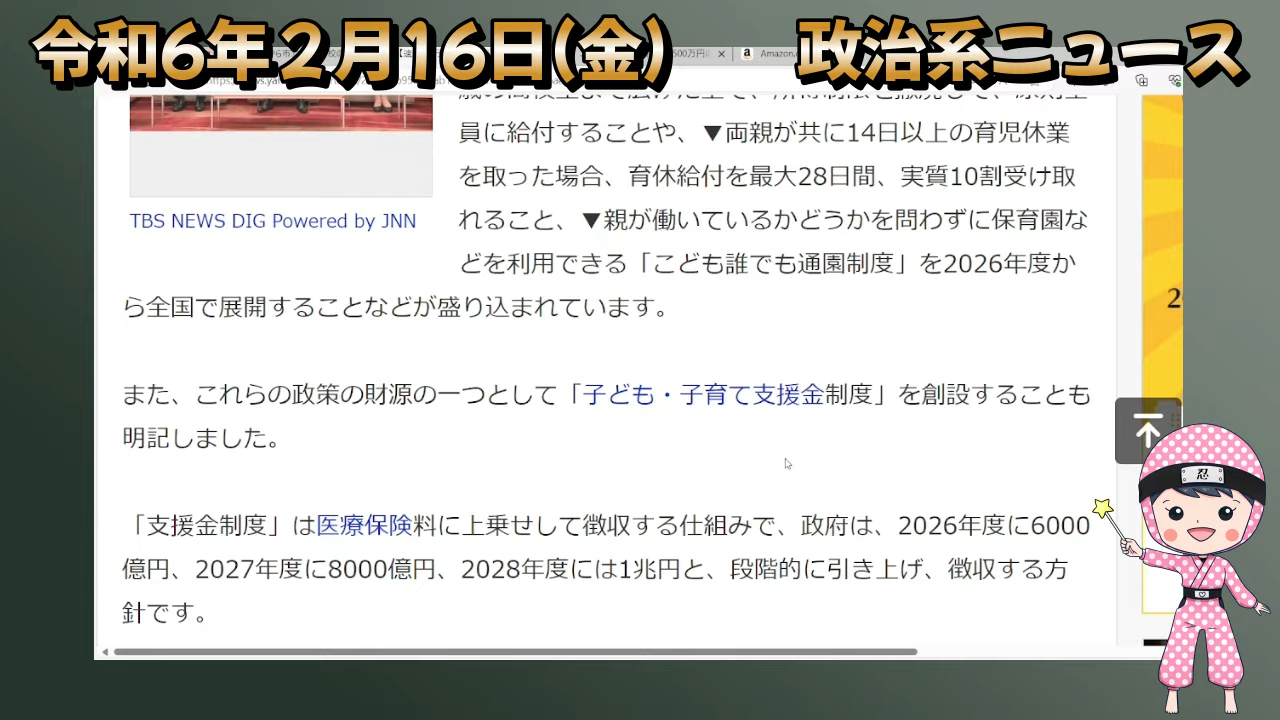 令和6年2月16日(金)
政治系ニュース
500万円
Amazon
員に給付することや、▼両親が共に14日以上の育児休業
を取った場合、育休給付を最大28日間、実質10割受け取
TBS NEWS DIG Powered by JNN
れること、▼親が働いているかどうかを問わずに保育園な
どを利用できる「こども誰でも通園制度」を2026年度か
ら全国で展開することなどが盛り込まれています。
また、これらの政策の財源の一つとして「子ども・子育て支援金制度」を創設することも
明記しました。
「支援金制度」は医療保険料に上乗せして徴収する仕組みで、政府は、2026年度に6000
億円、2027年度に8000億円、2028年度には1兆円と、段階的に引き上げ、徴収する方
針です。
忍